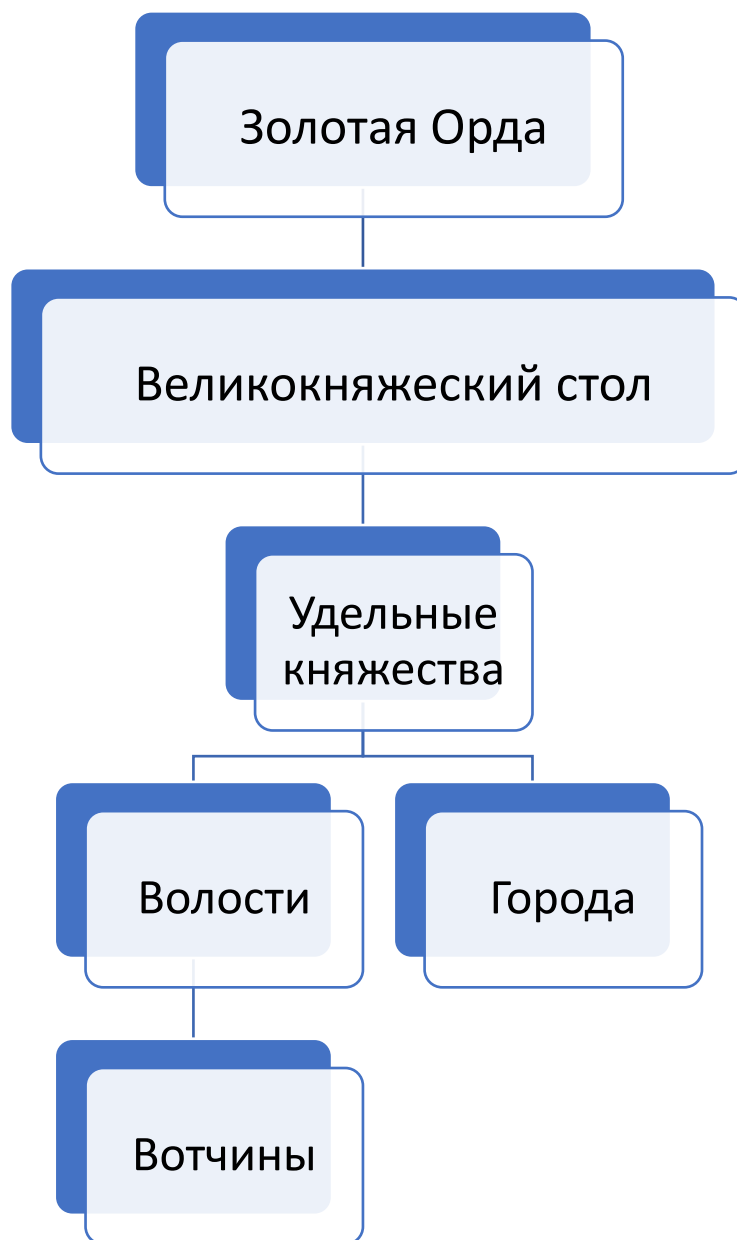 Золотая Орда
Великокняжеский стол
Удельные
княжества
Волости
Города
Вотчины